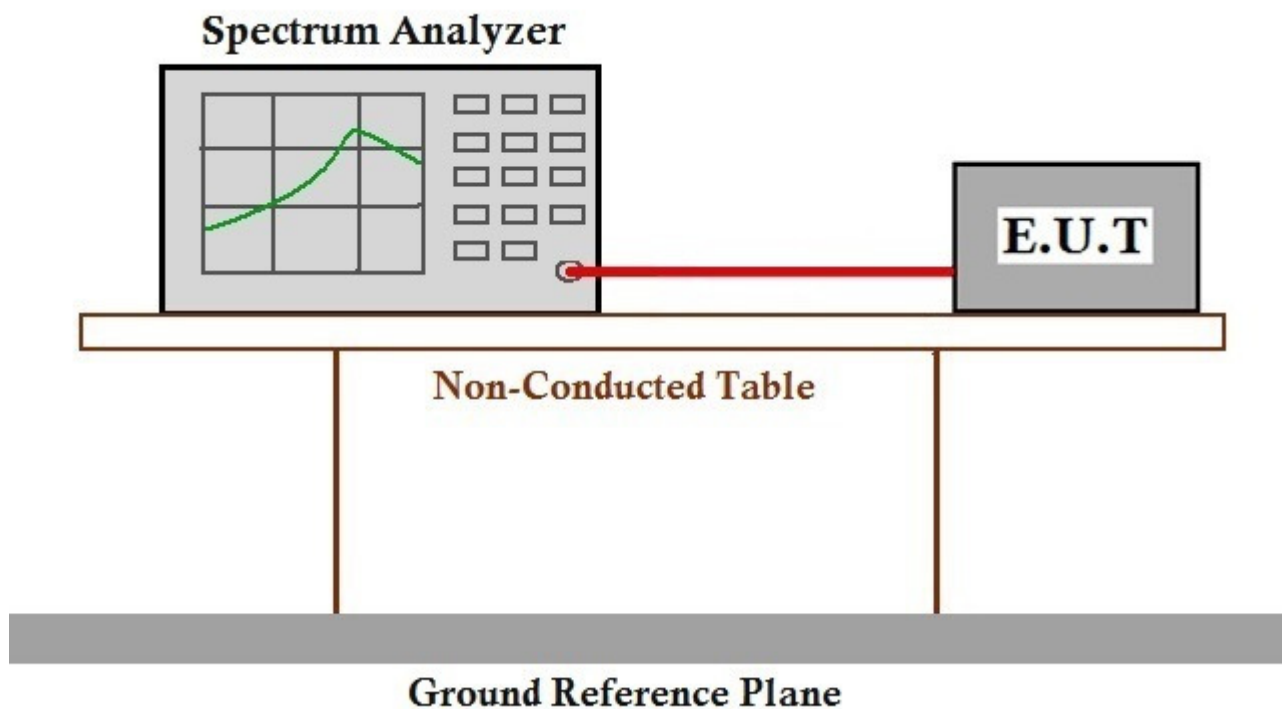 Spectrum Analyzer
E.U.T
Non-Conducted Table
Ground Reference Plane